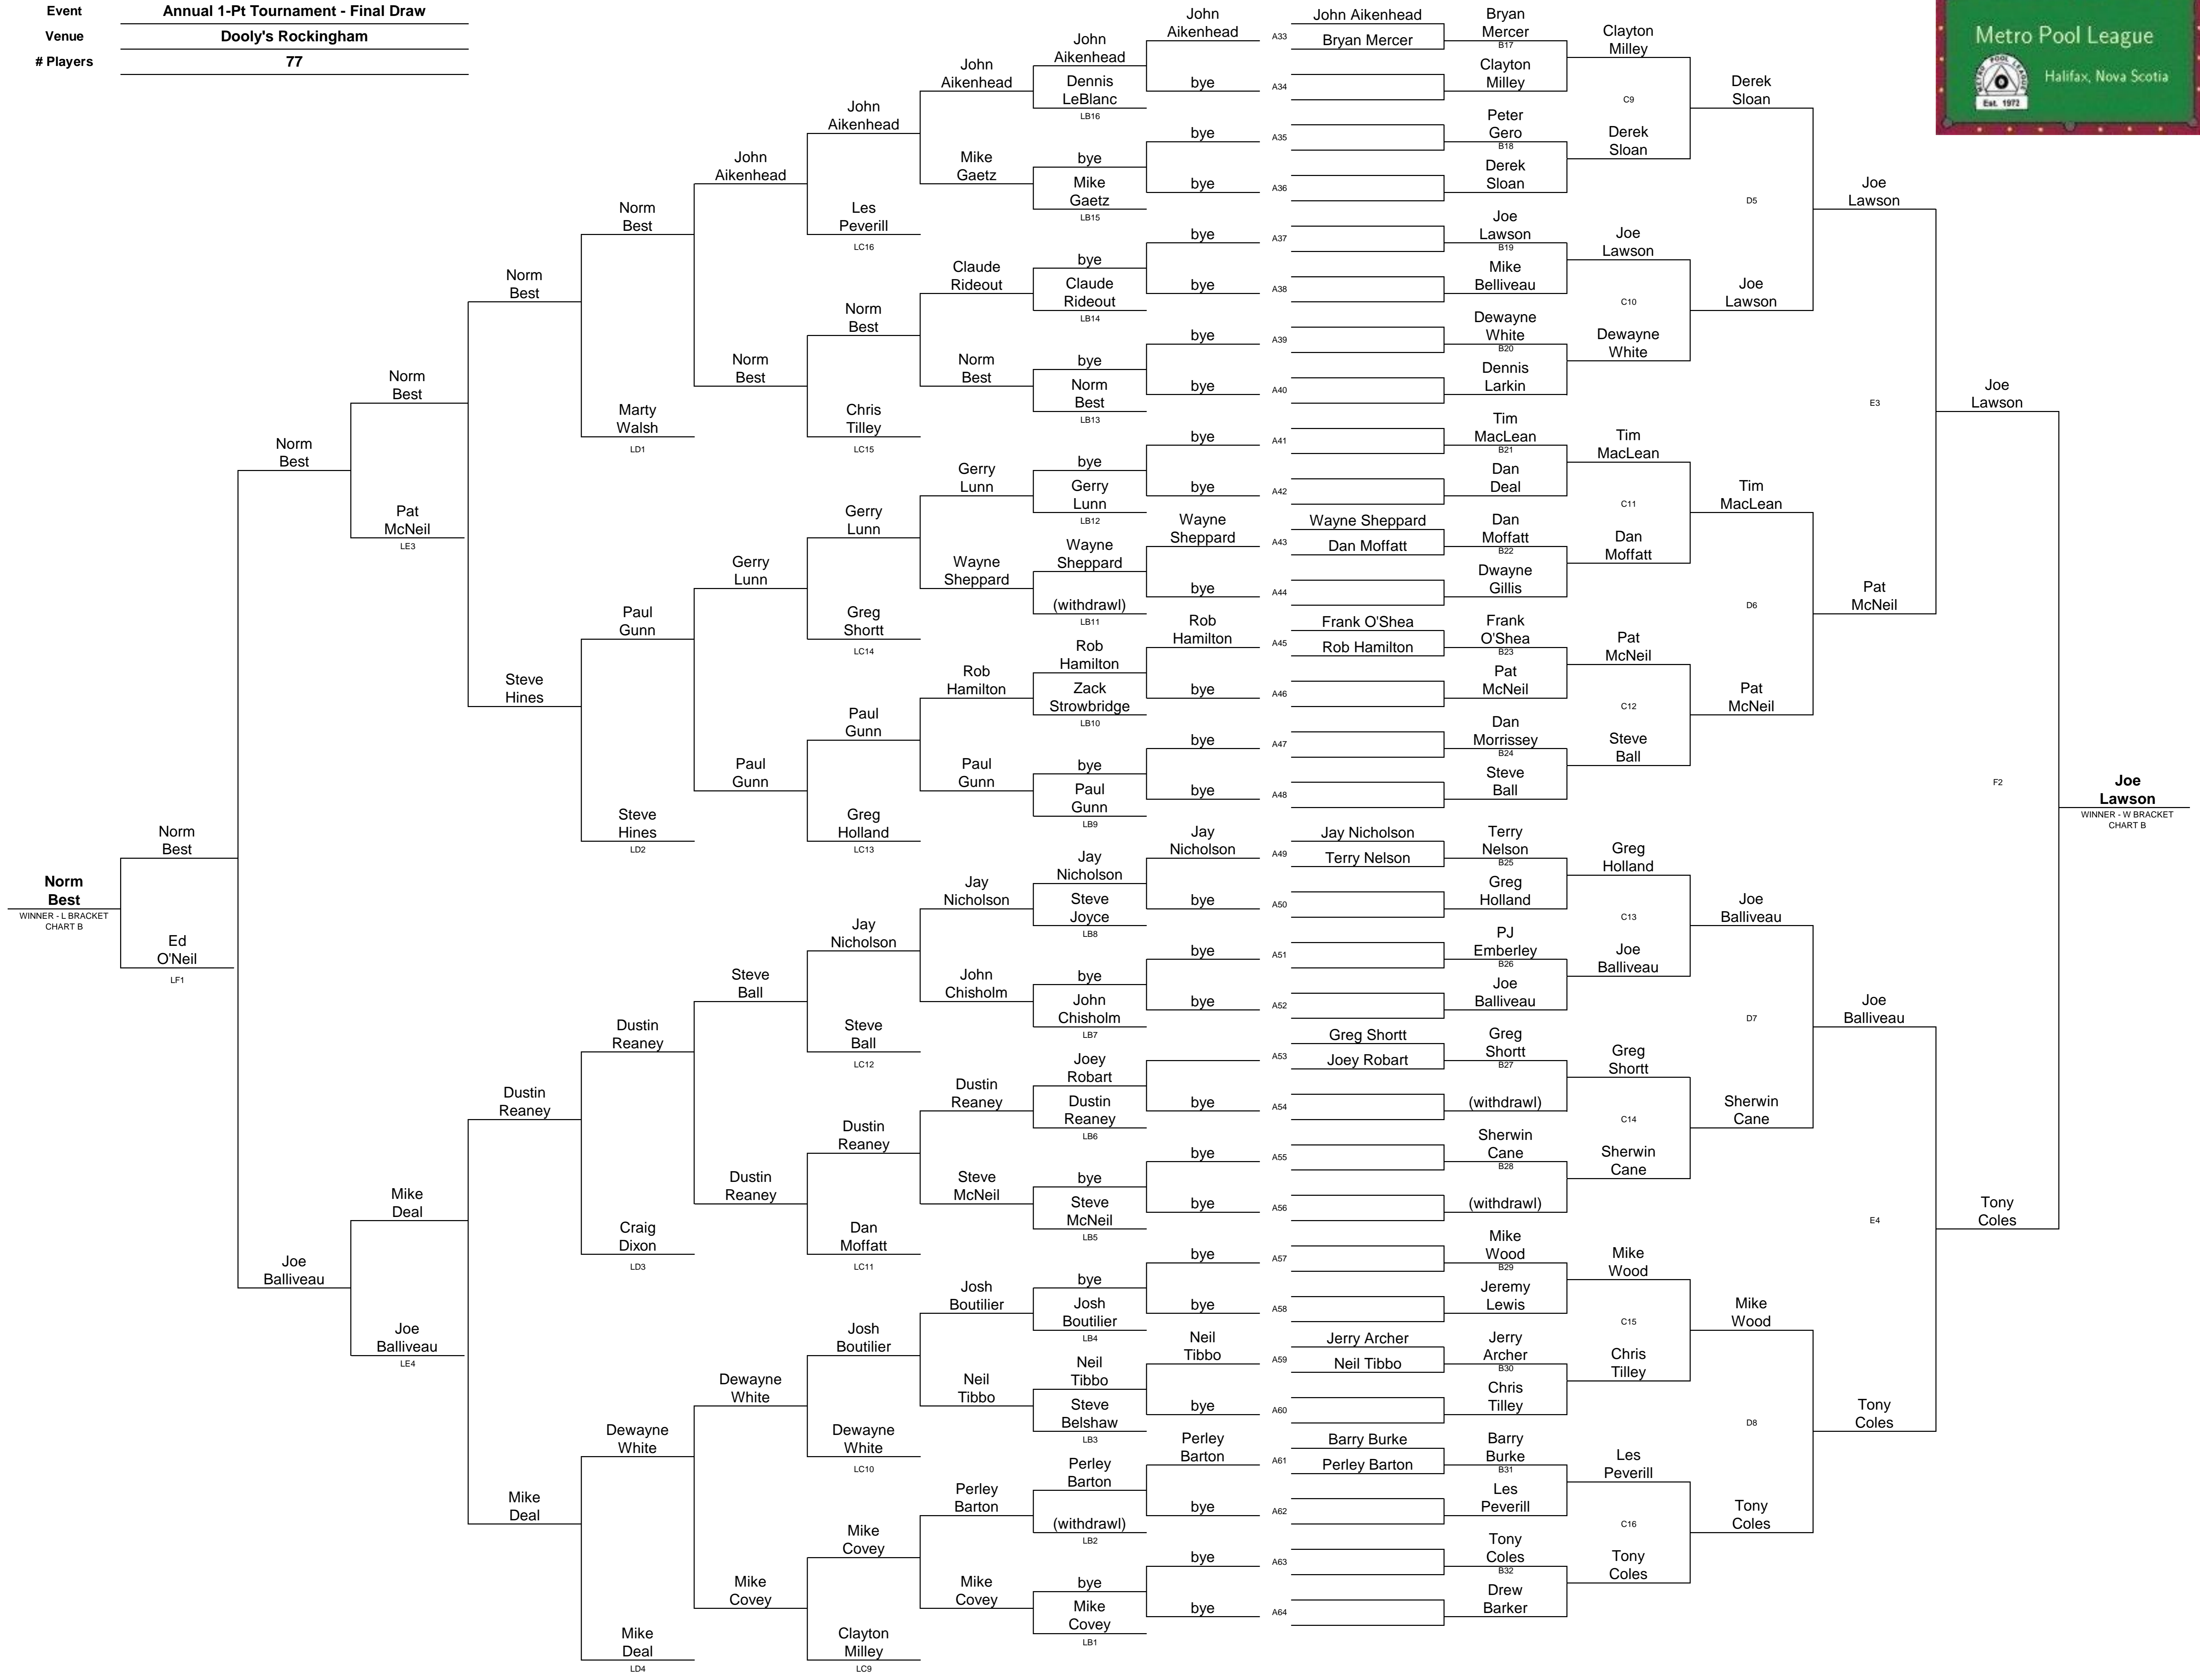 Event Annual 1-Pt Tournament - Final Draw
Venue Dooly's Rockingham
# Players 77
Metro Pool League
Halifax, Nova Scotia
METRO POOL LEAGUE
Est. 1972
Norm
Best
WINNER - L BRACKET
CHART B
Norm
Best
Ed
O'Neil
LF1
Norm
Best
Joe
Balliveau
Norm
Best
Pat
McNeil
LE3
Mike
Deal
Joe
Balliveau
LE4
Norm
Best
Steve
Hines
Dustin
Reaney
Mike
Deal
Norm
Best
Marty
Walsh
LD1
Paul
Gunn
Steve
Hines
LD2
Dustin
Reaney
Craig
Dixon
LD3
Dewayne
White
Mike
Deal
LD4
John
Aikenhead
Norm
Best
Gerry
Lunn
Paul
Gunn
Steve
Ball
Dustin
Reaney
Dewayne
White
Mike
Covey
John
Aikenhead
Les
Peverill
LC16
Norm
Best
Chris
Tilley
LC15
Gerry
Lunn
Greg
Shortt
LC14
Paul
Gunn
Greg
Holland
LC13
Jay
Nicholson
Steve
Ball
LC12
Dustin
Reaney
Dan
Moffatt
LC11
Josh
Boutilier
Dewayne
White
LC10
Mike
Covey
Clayton
Milley
LC9
John
Aikenhead
Mike
Gaetz
Claude
Rideout
Norm
Best
Gerry
Lunn
Wayne
Sheppard
Rob
Hamilton
Paul
Gunn
Jay
Nicholson
John
Chisholm
Dustin
Reaney
Steve
McNeil
Josh
Boutilier
Neil
Tibbo
Perley
Barton
Mike
Covey
John
Aikenhead
Dennis
LeBlanc
LB16
bye
Mike
Gaetz
LB15
bye
Claude
Rideout
LB14
bye
Norm
Best
LB13
bye
Gerry
Lunn
LB12
Wayne
Sheppard
(withdrawl)
LB11
Rob
Hamilton
Zack
Strowbridge
LB10
bye
Paul
Gunn
LB9
Jay
Nicholson
Steve
Joyce
LB8
bye
John
Chisholm
LB7
Joey
Robart
Dustin
Reaney
LB6
bye
Steve
McNeil
LB5
bye
Josh
Boutilier
LB4
Neil
Tibbo
Steve
Belshaw
LB3
Perley
Barton
(withdrawl)
LB2
bye
Mike
Covey
LB1
John
Aikenhead
bye
bye
bye
bye
bye
bye
bye
bye
bye
Wayne
Sheppard
bye
Rob
Hamilton
bye
bye
bye
Jay
Nicholson
bye
bye
bye
bye
bye
bye
bye
bye
Neil
Tibbo
bye
Perley
Barton
bye
bye
bye
A33
A34
A35
A36
A37
A38
A39
A40
A41
A42
A43
A44
A45
A46
A47
A48
A49
A50
A51
A52
A53
A54
A55
A56
A57
A58
A59
A60
A61
A62
A63
A64
John Aikenhead
Bryan Mercer
Wayne Sheppard
Dan Moffatt
Frank O'Shea
Rob Hamilton
Jay Nicholson
Terry Nelson
Greg Shortt
Joey Robart
Jerry Archer
Neil Tibbo
Barry Burke
Perley Barton
Bryan
Mercer
B17
Clayton
Milley
Peter
Gero
B18
Derek
Sloan
Joe
Lawson
B19
Mike
Belliveau
Dewayne
White
B20
Dennis
Larkin
Tim
MacLean
B21
Dan
Deal
Dan
Moffatt
B22
Dwayne
Gillis
Frank
O'Shea
B23
Pat
McNeil
Dan
Morrissey
B24
Steve
Ball
Terry
Nelson
B25
Greg
Holland
PJ
Emberley
B26
Joe
Balliveau
Greg
Shortt
B27
(withdrawl)
Sherwin
Cane
B28
(withdrawl)
Mike
Wood
B29
Jeremy
Lewis
Jerry
Archer
B30
Chris
Tilley
Barry
Burke
B31
Les
Peverill
Tony
Coles
B32
Drew
Barker
Clayton
Milley
C9
Derek
Sloan
Joe
Lawson
C10
Dewayne
White
Tim
MacLean
C11
Dan
Moffatt
Pat
McNeil
C12
Steve
Ball
Greg
Holland
C13
Joe
Balliveau
Greg
Shortt
C14
Sherwin
Cane
Mike
Wood
C15
Chris
Tilley
Les
Peverill
C16
Tony
Coles
Derek
Sloan
D5
Joe
Lawson
Tim
MacLean
D6
Pat
McNeil
Joe
Balliveau
D7
Sherwin
Cane
Mike
Wood
D8
Tony
Coles
Joe
Lawson
E3
Pat
McNeil
Joe
Balliveau
E4
Tony
Coles
Joe
Lawson
F2
Tony
Coles
Joe
Lawson
WINNER - W BRACKET
CHART B